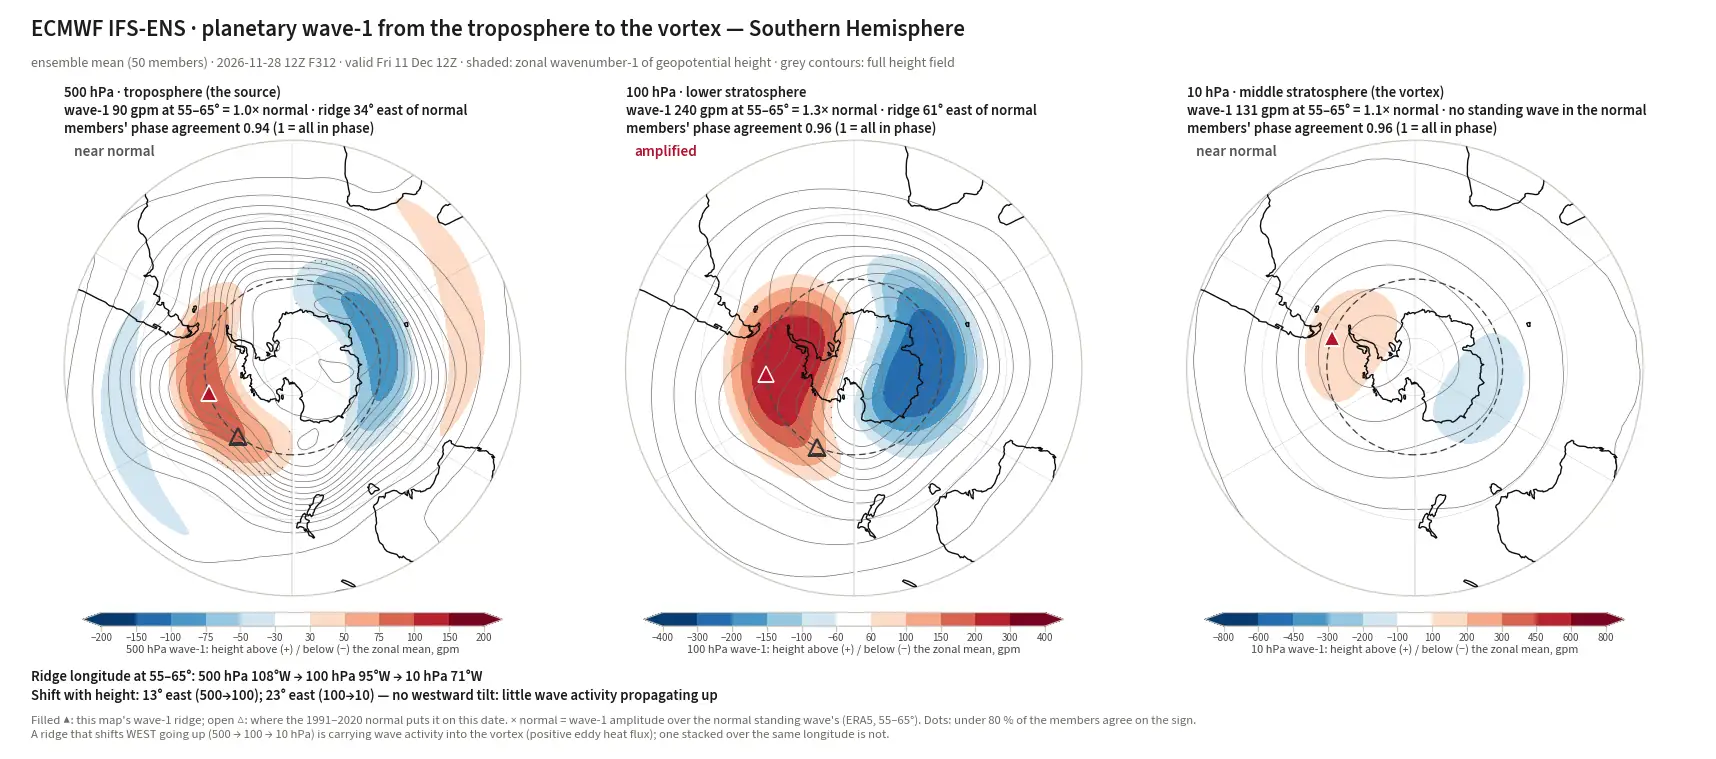 ECMWF IFS-ENS · planetary wave-1 from the troposphere to the vortex — Southern Hemisphere
ensemble mean (50 members) · 2026-11-28 12Z F312 · valid Fri 11 Dec 12Z · shaded: zonal wavenumber-1 of geopotential height · grey contours: full height field
500 hPa · troposphere (the source)
wave-1 90 gpm at 55–65° = 1.0× normal · ridge 34° east of normal
members' phase agreement 0.94 (1 = all in phase)
near normal
100 hPa · lower stratosphere
wave-1 240 gpm at 55–65° = 1.3× normal · ridge 61° east of normal
members' phase agreement 0.96 (1 = all in phase)
amplified
10 hPa · middle stratosphere (the vortex)
wave-1 131 gpm at 55–65° = 1.1× normal · no standing wave in the normal
members' phase agreement 0.96 (1 = all in phase)
near normal
−200 −150 −100 −75 −50 −30 30 50 75 100 150 200
500 hPa wave-1: height above (+) / below (−) the zonal mean, gpm
−400 −300 −200 −150 −100 −60 60 100 150 200 300 400
100 hPa wave-1: height above (+) / below (−) the zonal mean, gpm
−800 −600 −450 −300 −200 −100 100 200 300 450 600 800
10 hPa wave-1: height above (+) / below (−) the zonal mean, gpm
Ridge longitude at 55–65°: 500 hPa 108°W → 100 hPa 95°W → 10 hPa 71°W
Shift with height: 13° east (500→100); 23° east (100→10) — no westward tilt: little wave activity propagating up
Filled ▲: this map's wave-1 ridge; open △: where the 1991–2020 normal puts it on this date. × normal = wave-1 amplitude over the normal standing wave's (ERA5, 55–65°). Dots: under 80 % of the members agree on the sign.
A ridge that shifts WEST going up (500 → 100 → 10 hPa) is carrying wave activity into the vortex (positive eddy heat flux); one stacked over the same longitude is not.